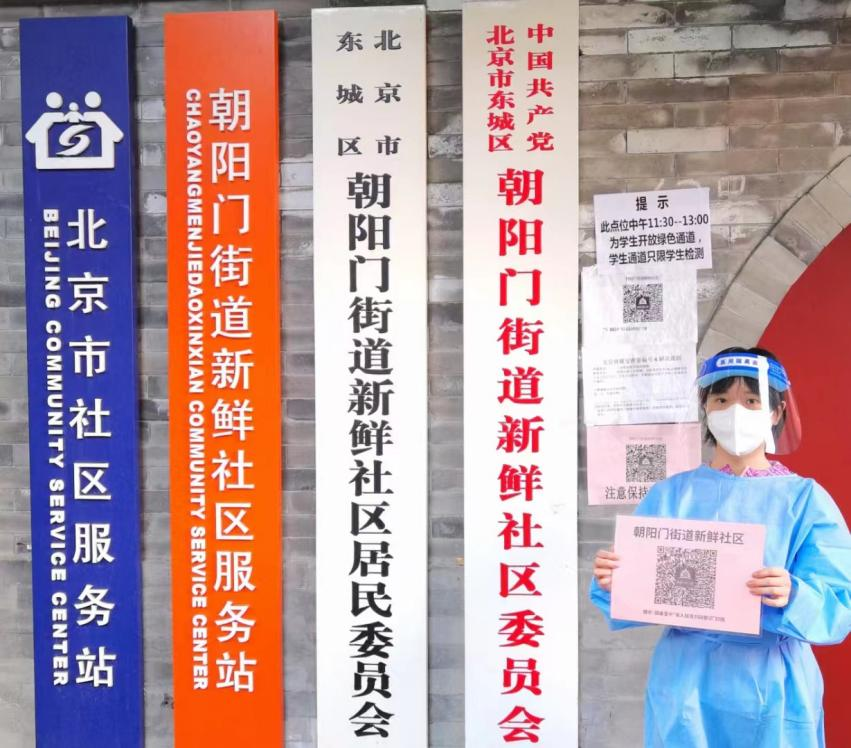 北京市社区服务站
BEIJING COMMUNITY SERVICE CENTER
朝阳门街道新鲜社区服务站
CHAOYANGMENJIEDAOXINXIAN COMMUNITY SERVICE CENTER
北京市
东城区
朝阳门街道新鲜社区居民委员会
中国共产党
北京市东城区
朝阳门街道新鲜社区委员会
提 示
此点位中午11:30--13:00
为学生开放绿色通道，
学生通道只限学生检测
注意保持
朝阳门街道新鲜社区